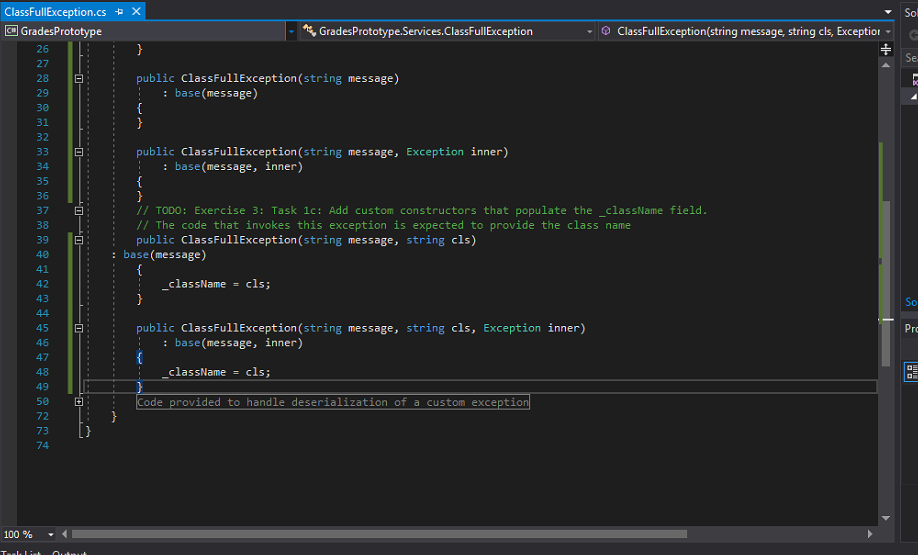 ClassFullException.cs
GradesPrototype
GradesPrototype.Services.ClassFullException
ClassFullException(string message, string cls, Exception
26 }
27
28 public ClassFullException(string message)
29 : base(message)
30 {
31 }
32
33 public ClassFullException(string message, Exception inner)
34 : base(message, inner)
35 {
36 }
37 // TODO: Exercise 3: Task 1c: Add custom constructors that populate the _className field.
38 // The code that invokes this exception is expected to provide the class name
39 public ClassFullException(string message, string cls)
40 : base(message)
41 {
42 _className = cls;
43 }
44
45 public ClassFullException(string message, string cls, Exception inner)
46 : base(message, inner)
47 {
48 _className = cls;
49 }
50 Code provided to handle deserialization of a custom exception
72 }
73 }
74
100 %
Task List Output
Sol
Sea
Sol
Pro